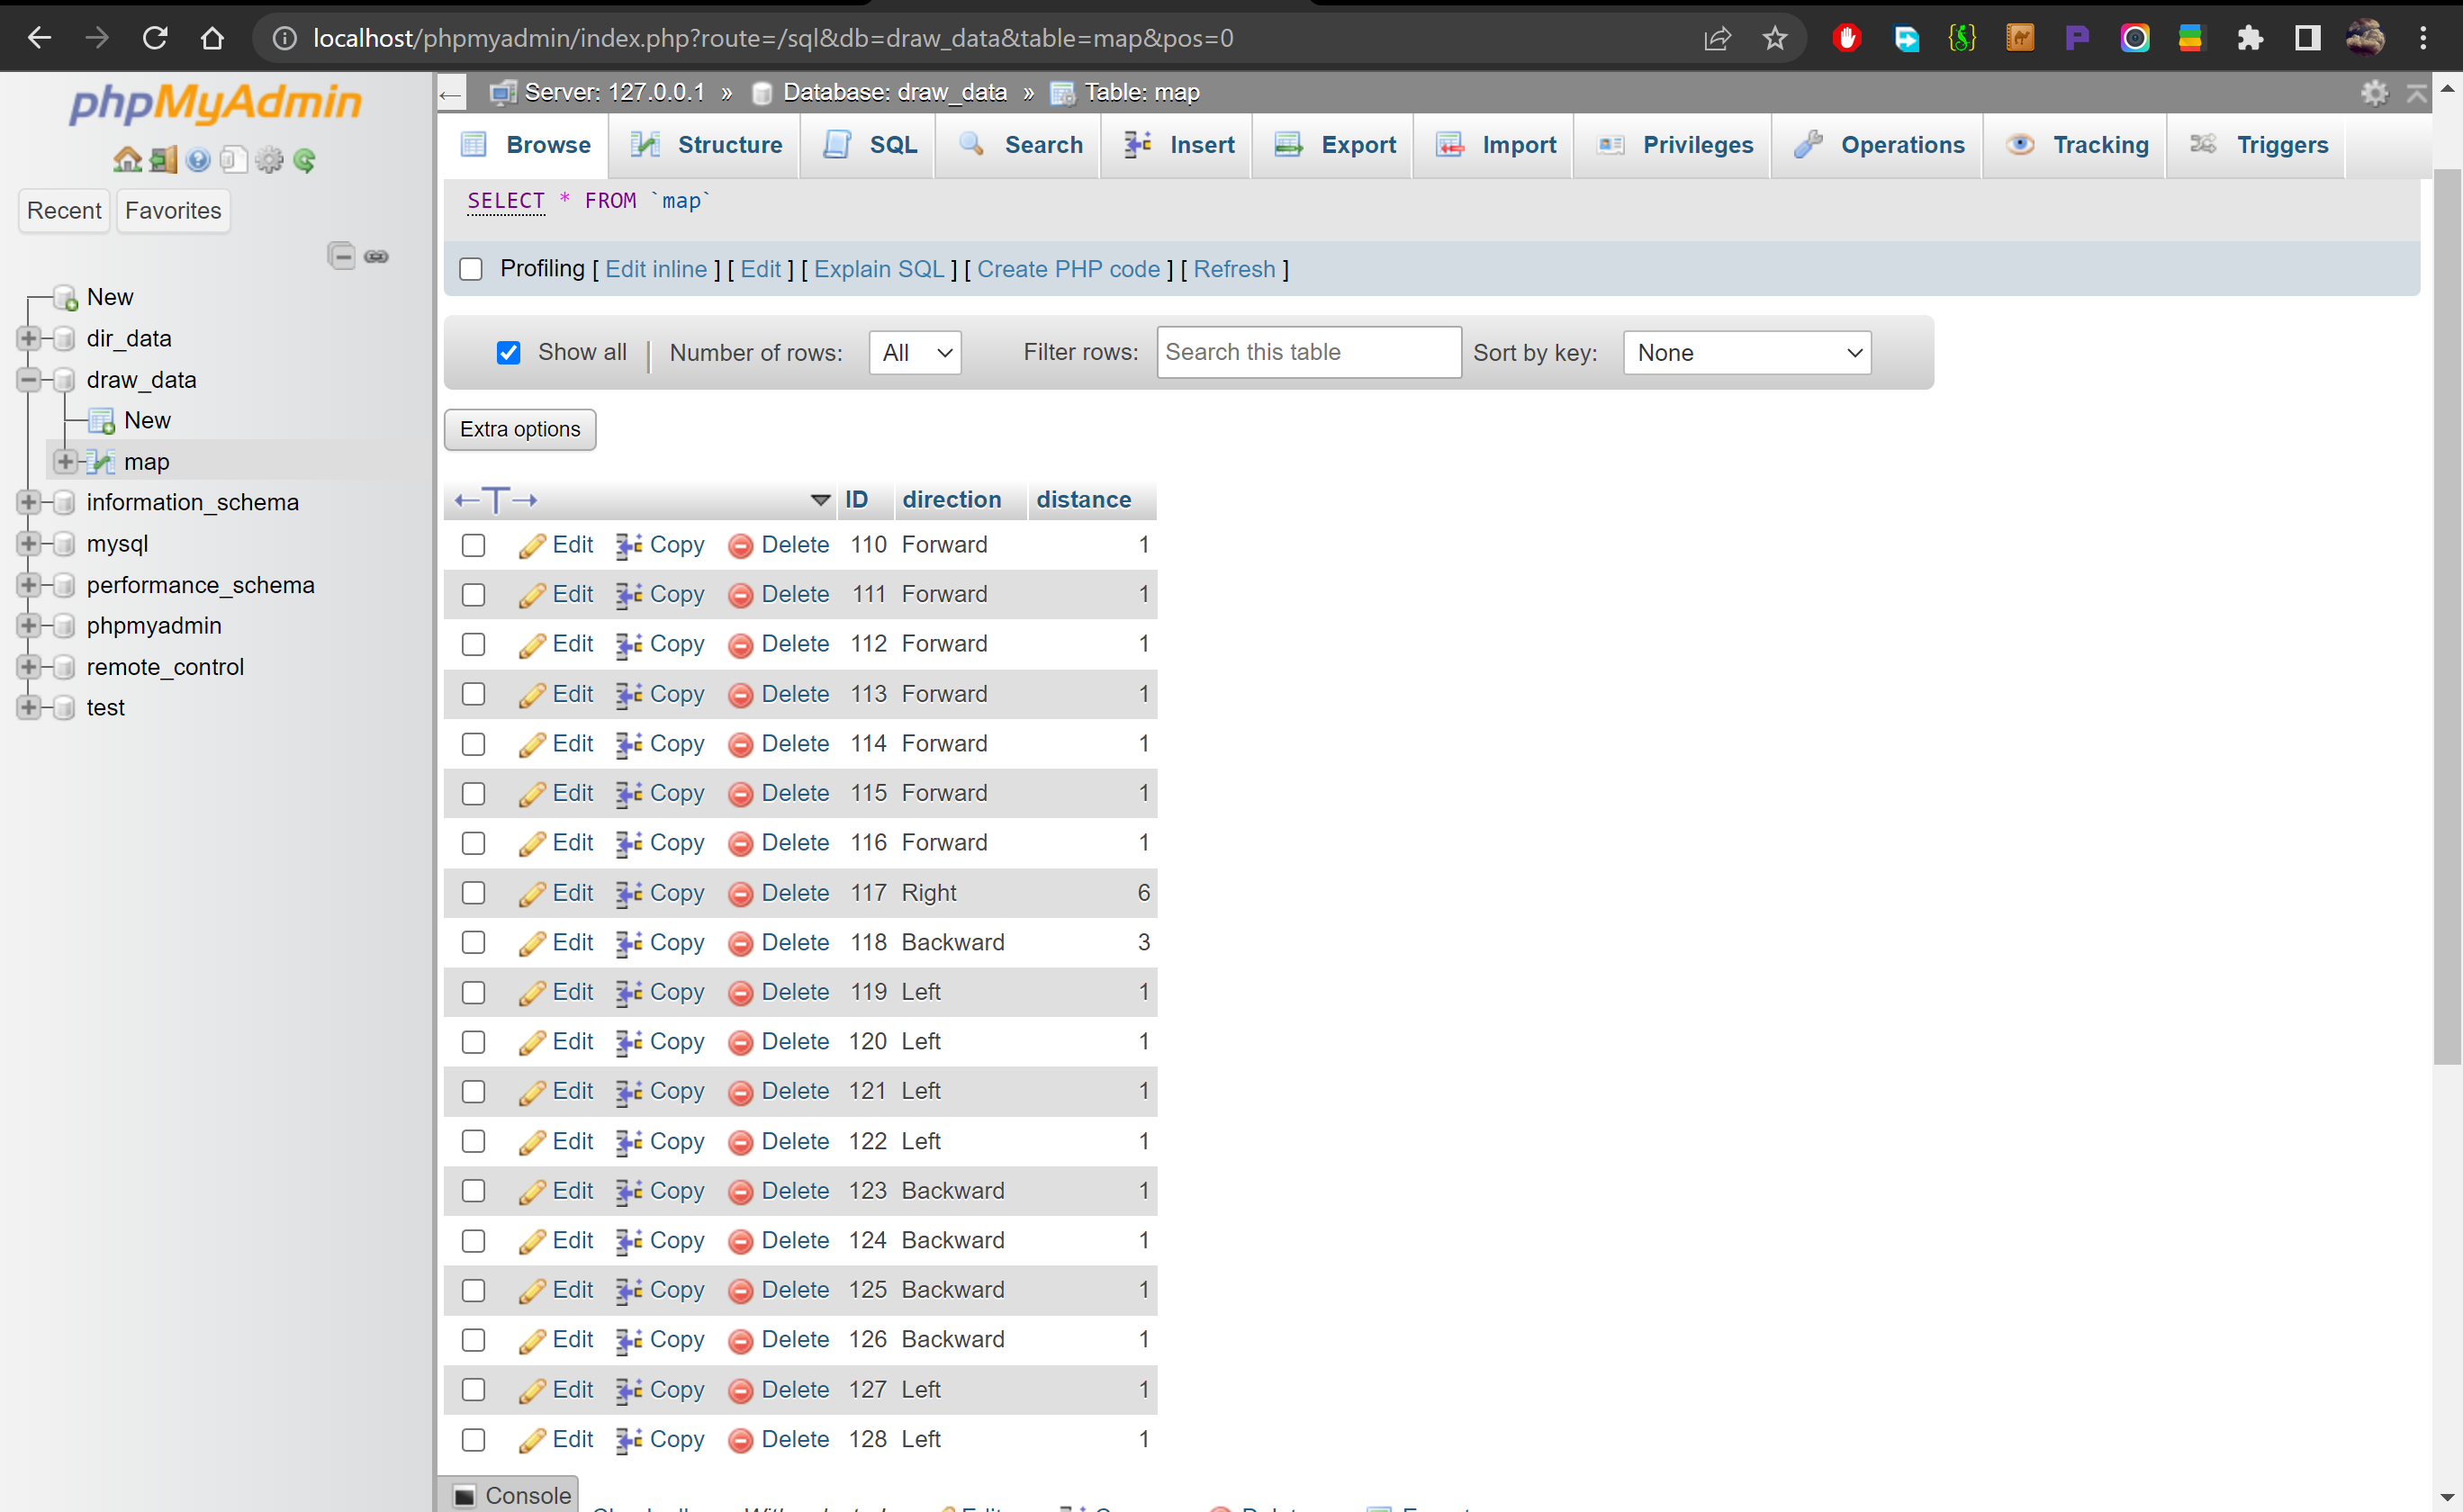 localhost/phpmyadmin/index.php?route=/sql&db=draw_data&table=map&pos=0
phpMyAdmin
Recent Favorites
New
dir_data
draw_data
New
map
information_schema
mysql
performance_schema
phpmyadmin
remote_control
test
Server: 127.0.0.1 » Database: draw_data » Table: map
Browse Structure SQL Search Insert Export Import Privileges Operations Tracking Triggers
SELECT * FROM `map`
Profiling [ Edit inline ] [ Edit ] [ Explain SQL ] [ Create PHP code ] [ Refresh ]
Show all | Number of rows: All Filter rows: Search this table Sort by key: None
Extra options
←T→ ID direction distance
Edit Copy Delete 110 Forward 1
Edit Copy Delete 111 Forward 1
Edit Copy Delete 112 Forward 1
Edit Copy Delete 113 Forward 1
Edit Copy Delete 114 Forward 1
Edit Copy Delete 115 Forward 1
Edit Copy Delete 116 Forward 1
Edit Copy Delete 117 Right 6
Edit Copy Delete 118 Backward 3
Edit Copy Delete 119 Left 1
Edit Copy Delete 120 Left 1
Edit Copy Delete 121 Left 1
Edit Copy Delete 122 Left 1
Edit Copy Delete 123 Backward 1
Edit Copy Delete 124 Backward 1
Edit Copy Delete 125 Backward 1
Edit Copy Delete 126 Backward 1
Edit Copy Delete 127 Left 1
Edit Copy Delete 128 Left 1
Console